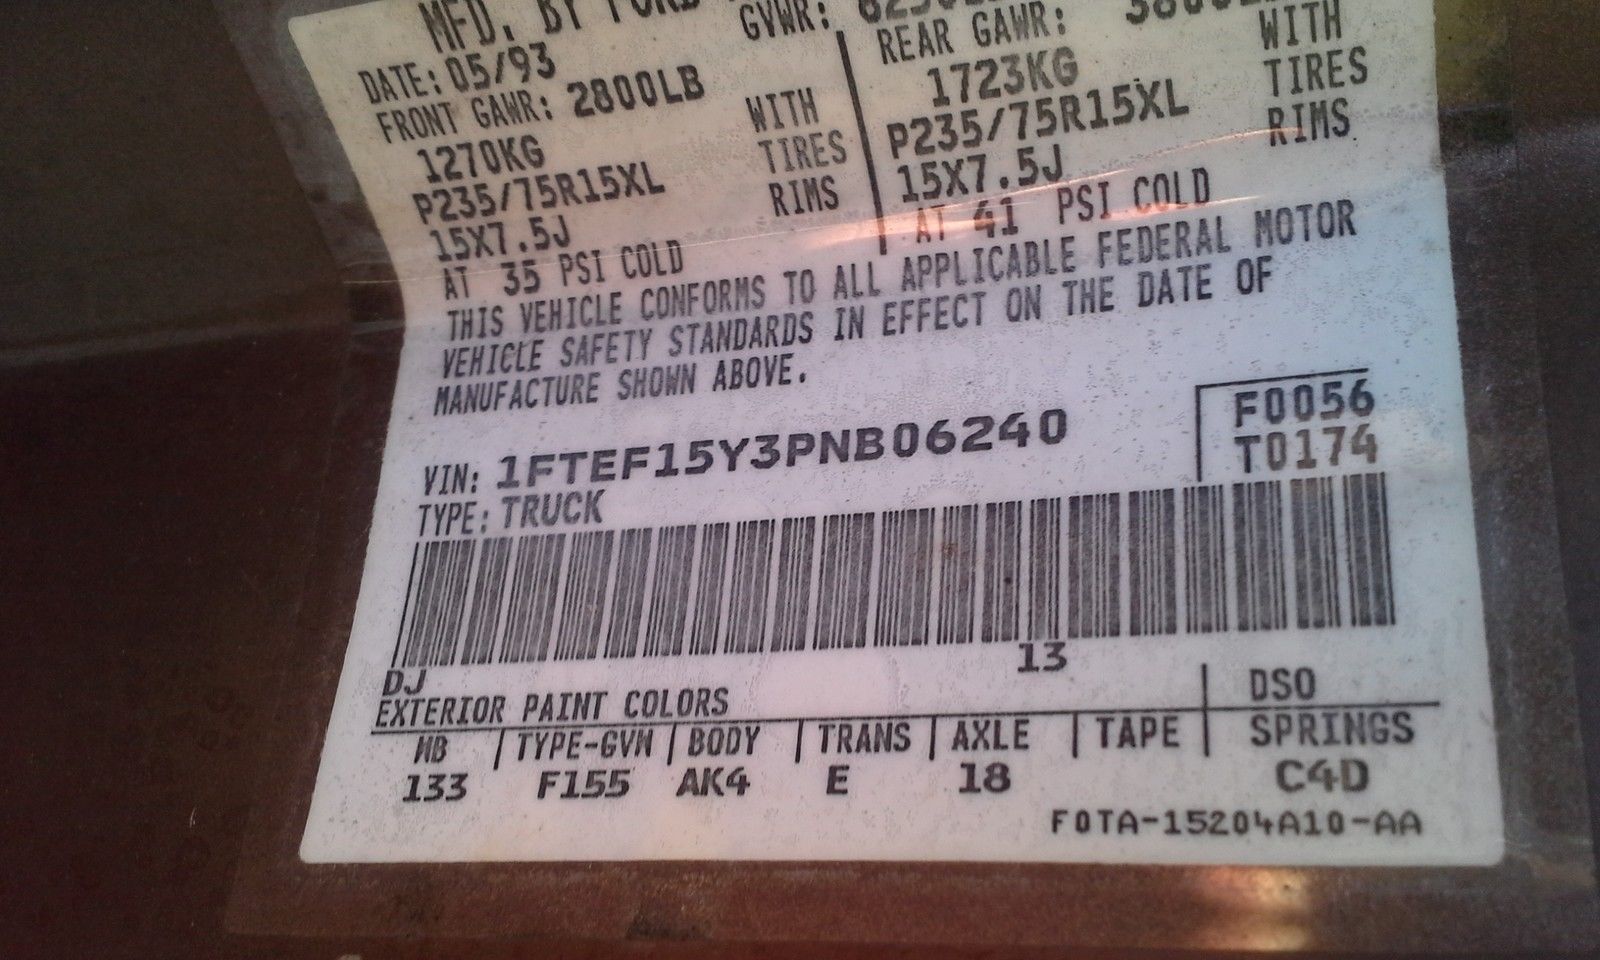 MFD. BY FORD
GVWR:
DATE: 05/93
FRONT GAWR: 2800LB
1270KG WITH
P235/75R15XL TIRES
15X7.5J RIMS
AT 35 PSI COLD
REAR GAWR:
1723KG WITH
P235/75R15XL TIRES
15X7.5J RIMS
AT 41 PSI COLD
THIS VEHICLE CONFORMS TO ALL APPLICABLE FEDERAL MOTOR
VEHICLE SAFETY STANDARDS IN EFFECT ON THE DATE OF
MANUFACTURE SHOWN ABOVE.
F0056
VIN: 1FTEF15Y3PNB06240 T0174
TYPE: TRUCK
13
DJ
EXTERIOR PAINT COLORS DSO
WB | TYPE-GVW | BODY | TRANS | AXLE | TAPE | SPRINGS
133 F155 AK4 E 18 C4D
F0TA-15204A10-AA